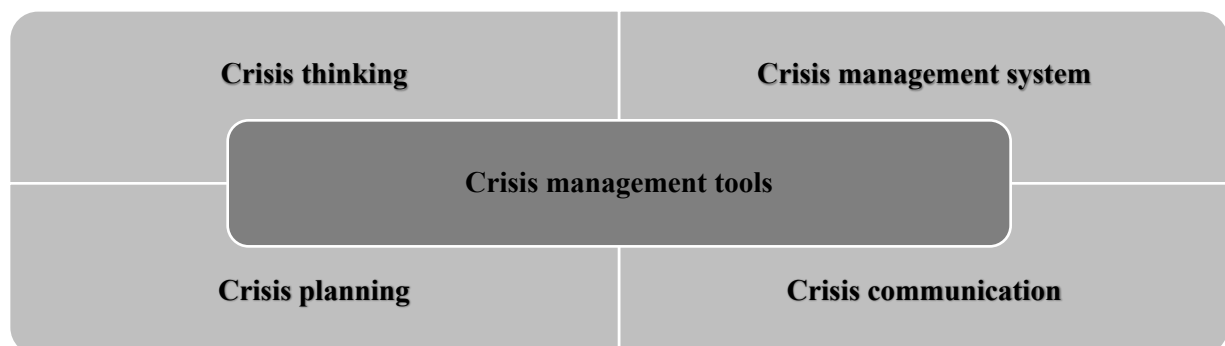 Crisis thinking
Crisis management system
Crisis management tools
Crisis planning
Crisis communication